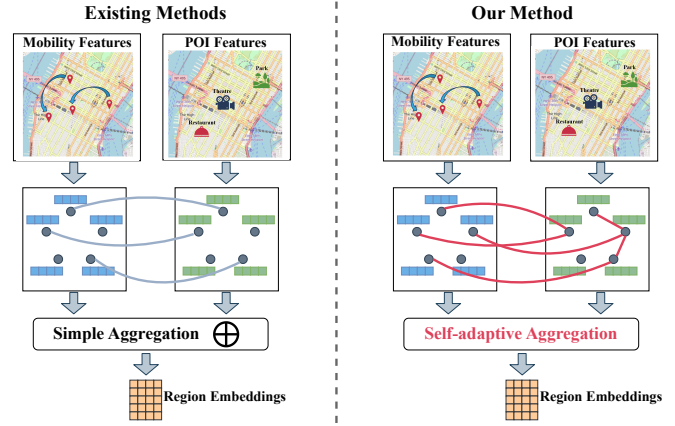 Existing Methods
Mobility Features
POI Features
Park
Theatre
Restaurant
Simple Aggregation
Region Embeddings
Our Method
Mobility Features
POI Features
Park
Theatre
Restaurant
Self-adaptive Aggregation
Region Embeddings